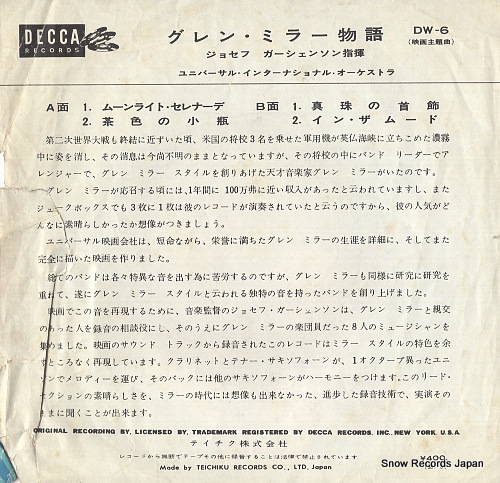 DECCA
RECORDS
グレン・ミラー物語
DW-6
(映画主題曲)
ジョセフ ガーシェンソン指揮
ユニバーサル・インターナショナル・オーケストラ
A面 1. ムーンライト・セレナーデ B面 1. 真珠の首飾
2. 茶色の小瓶 2. イン・ザ ムード
第二次世界大戦も終結に近ずいた頃、米国の将校3名を乗せた軍用機が英仏海峡に立ちこめた濃霧
中に姿を消し、その消息は今尚不明のままとなっていますが、その将校の中にバンド リーダーでア
レンジャーで、グレン ミラー スタイルを創りあげた天才音楽家グレン ミラーがいたのです。
グレン ミラーが応召する頃には、1年間に 100万弗に近い収入があったと云われていますし、また
ジュークボックスでも3枚に1枚は彼のレコードが演奏されていたと云うのですから、彼の人気がど
んなに素晴らしかったか想像がつきましょう。
ユニバーサル映画会社は、短命ながら、栄誉に満ちたグレン ミラーの生涯を詳細に、そしてまた
完全に描いた映画を作りました。
総てのバンドは各々特異な音を出す為に苦労するのですが、グレン ミラーも同様に研究に研究を
重ねて、遂にグレン ミラー スタイルと云われる独特の音を持ったバンドを創り上げました。
映画でこの音を再現するために、音楽監督のジョセフ・ガーシェンソンは、グレン ミラーと親交
のあった人を録音の相談役にし、そのうえにグレン ミラーの楽団員だった8人のミュージシャンを
集めました。映画のサウンド トラックから録音されたこのレコードはミラー スタイルの特色を余
すところなく再現しています。クラリネットとテナー・サキソフォーンが、1オクターブ異ったユニ
ゾンでメロディーを運び、そのバックには他のサキソフォーンがハーモニーをつけます。このリード・
セクションの素晴らしさを、ミラーの時代には想像も出来なかった、進歩した録音技術で、実演その
ままに聞くことが出来ます。
ORIGINAL RECORDING BY, LICENSED BY, TRADEMARK REGISTERED BY DECCA RECORDS, INC., NEW YORK, U.S.A.
テイチク株式会社
レコードから無断でテープその他に録音することは法律で禁止されています
Made by TEICHIKU RECORDS CO., LTD, Japan
¥400
Snow Records Japan